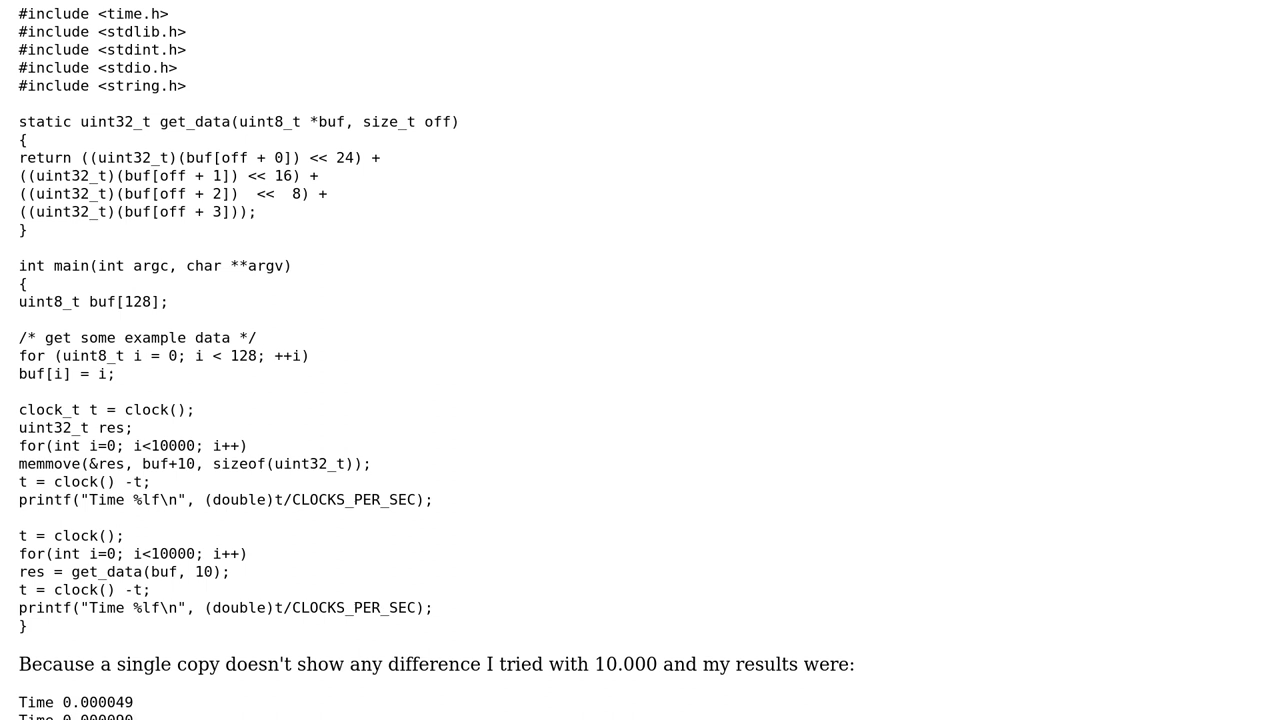 #include <time.h>
#include <stdlib.h>
#include <stdint.h>
#include <stdio.h>
#include <string.h>

static uint32_t get_data(uint8_t *buf, size_t off)
{
return ((uint32_t)(buf[off + 0]) << 24) +
((uint32_t)(buf[off + 1]) << 16) +
((uint32_t)(buf[off + 2])  <<  8) +
((uint32_t)(buf[off + 3]));
}

int main(int argc, char **argv)
{
uint8_t buf[128];

/* get some example data */
for (uint8_t i = 0; i < 128; ++i)
buf[i] = i;

clock_t t = clock();
uint32_t res;
for(int i=0; i<10000; i++)
memmove(&res, buf+10, sizeof(uint32_t));
t = clock() -t;
printf("Time %lf\n", (double)t/CLOCKS_PER_SEC);

t = clock();
for(int i=0; i<10000; i++)
res = get_data(buf, 10);
t = clock() -t;
printf("Time %lf\n", (double)t/CLOCKS_PER_SEC);
}

Because a single copy doesn't show any difference I tried with 10.000 and my results were:

Time 0.000049
Time 0.000090